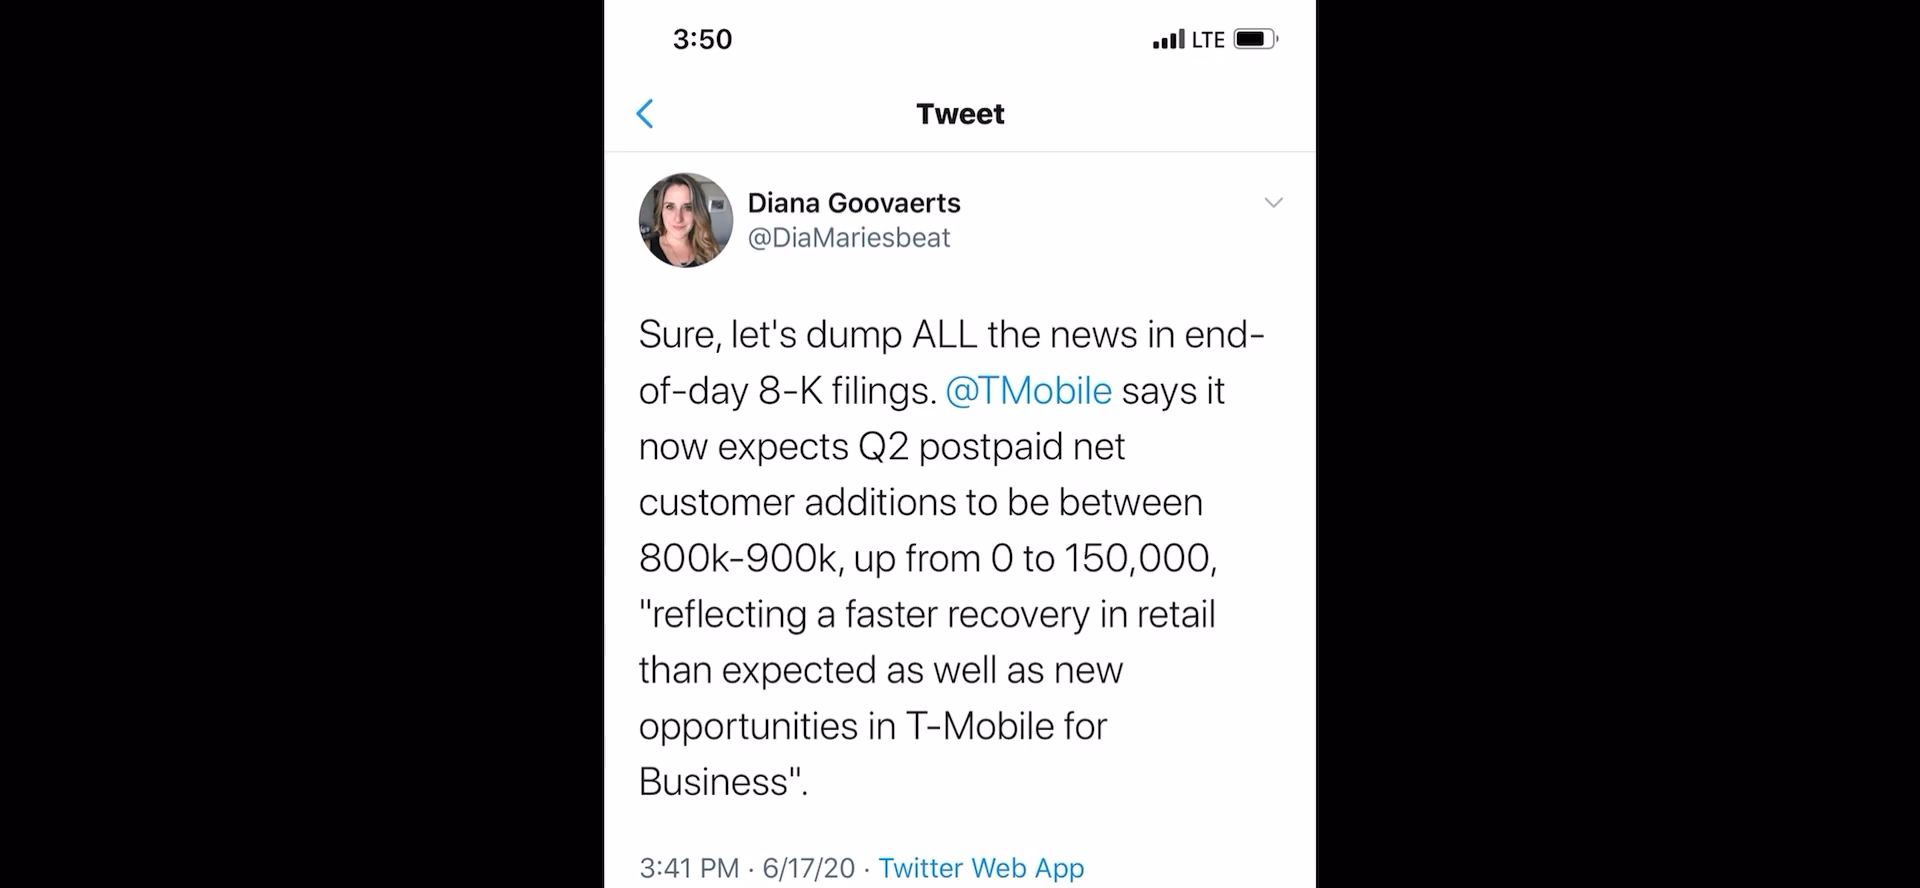 3:50
LTE
Tweet
Diana Goovaerts
@DiaMariesbeat
Sure, let's dump ALL the news in end-
of-day 8-K filings. @TMobile says it
now expects Q2 postpaid net
customer additions to be between
800k-900k, up from 0 to 150,000,
"reflecting a faster recovery in retail
than expected as well as new
opportunities in T-Mobile for
Business".
3:41 PM · 6/17/20 · Twitter Web App